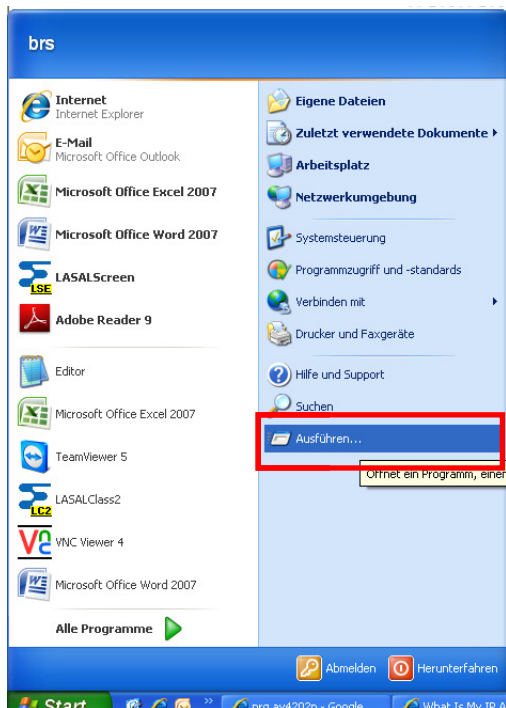 brs
Internet
Internet Explorer
E-Mail
Microsoft Office Outlook
Microsoft Office Excel 2007
Microsoft Office Word 2007
LSE
LASALScreen
Adobe Reader 9
Editor
Microsoft Office Excel 2007
TeamViewer 5
LC2
LASALClass2
VNC Viewer 4
Microsoft Office Word 2007
Alle Programme
Eigene Dateien
Zuletzt verwendete Dokumente
Arbeitsplatz
Netzwerkumgebung
Systemsteuerung
Programmzugriff und -standards
Verbinden mit
Drucker und Faxgeräte
Hilfe und Support
Suchen
Ausführen...
Öffnet ein Programm, einen
Abmelden
Herunterfahren
Start
prg av4202p - Google
What Is My IP A